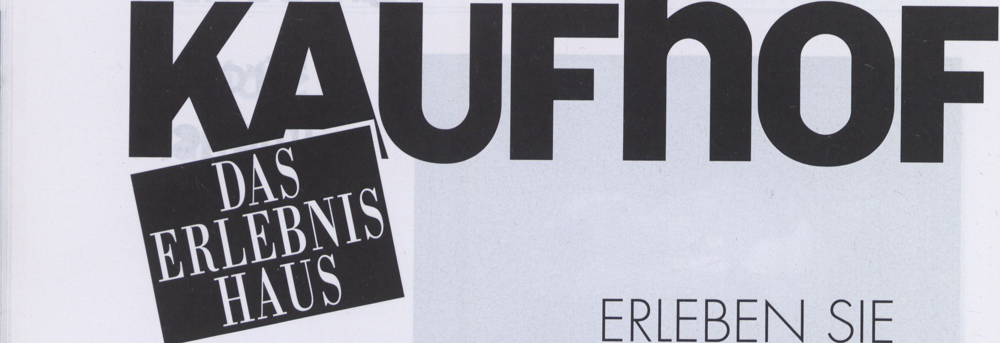 KAUFhOF
DAS
ERLEBNIS
HAUS
ERLEBEN SIE